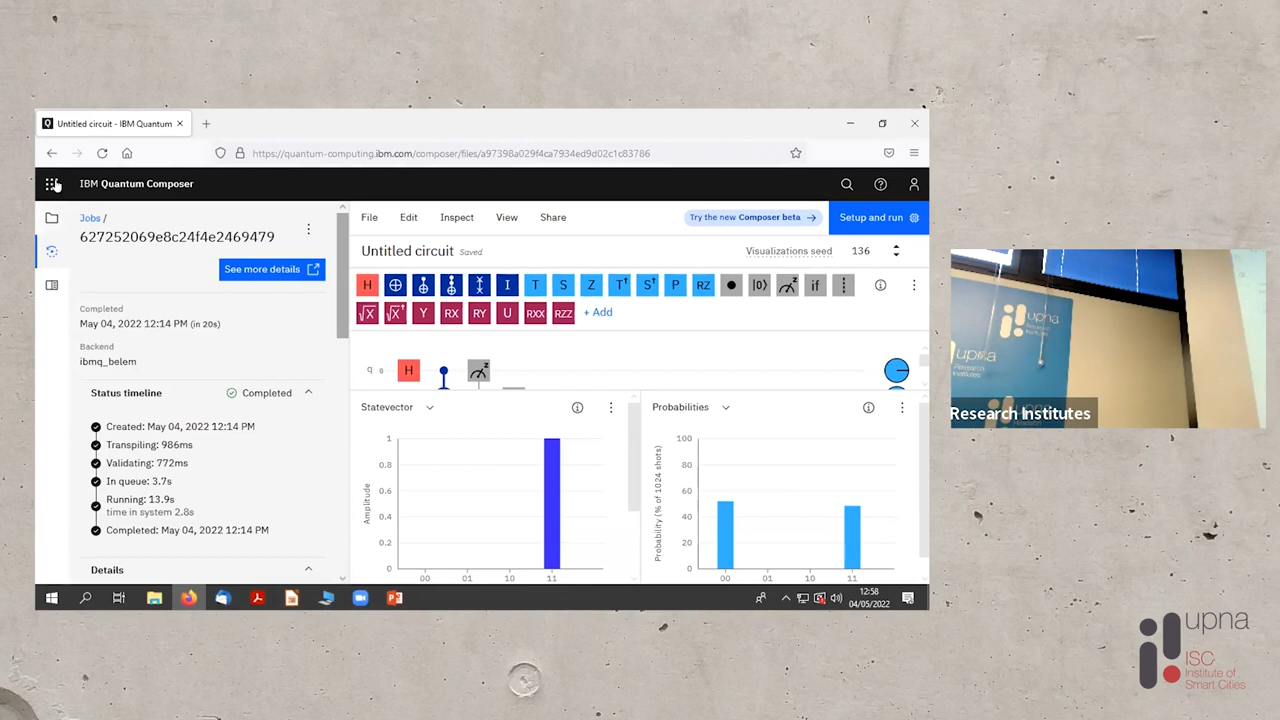 Untitled circuit - IBM Quantum
https://quantum-computing.ibm.com/composer/files/a97398a029f4ca7934ed9d02c1c83786
IBM Quantum Composer
Jobs /
627252069e8c24f4e2469479
See more details
Completed
May 04, 2022 12:14 PM (in 20s)
Backend
ibmq_belem
Status timeline
Completed
Created: May 04, 2022 12:14 PM
Transpiling: 986ms
Validating: 772ms
In queue: 3.7s
Running: 13.9s
time in system 2.8s
Completed: May 04, 2022 12:14 PM
Details
File Edit Inspect View Share
Try the new Composer beta
Setup and run
Untitled circuit Saved
Visualizations seed 136
H I T S Z T† S† P RZ |0⟩ z if
√X √X† Y RX RY U RXX RZZ + Add
q 0 H z
Statevector
Amplitude
1
0.8
0.6
0.4
0.2
0
00 01 10 11
Probabilities
Probability (% of 1024 shots)
100
80
60
40
20
0
00 01 10 11
12:58
04/05/2022
upna
Research
Institutes
upna
Research Institutes
upna
ISC
Institute of
Smart Cities